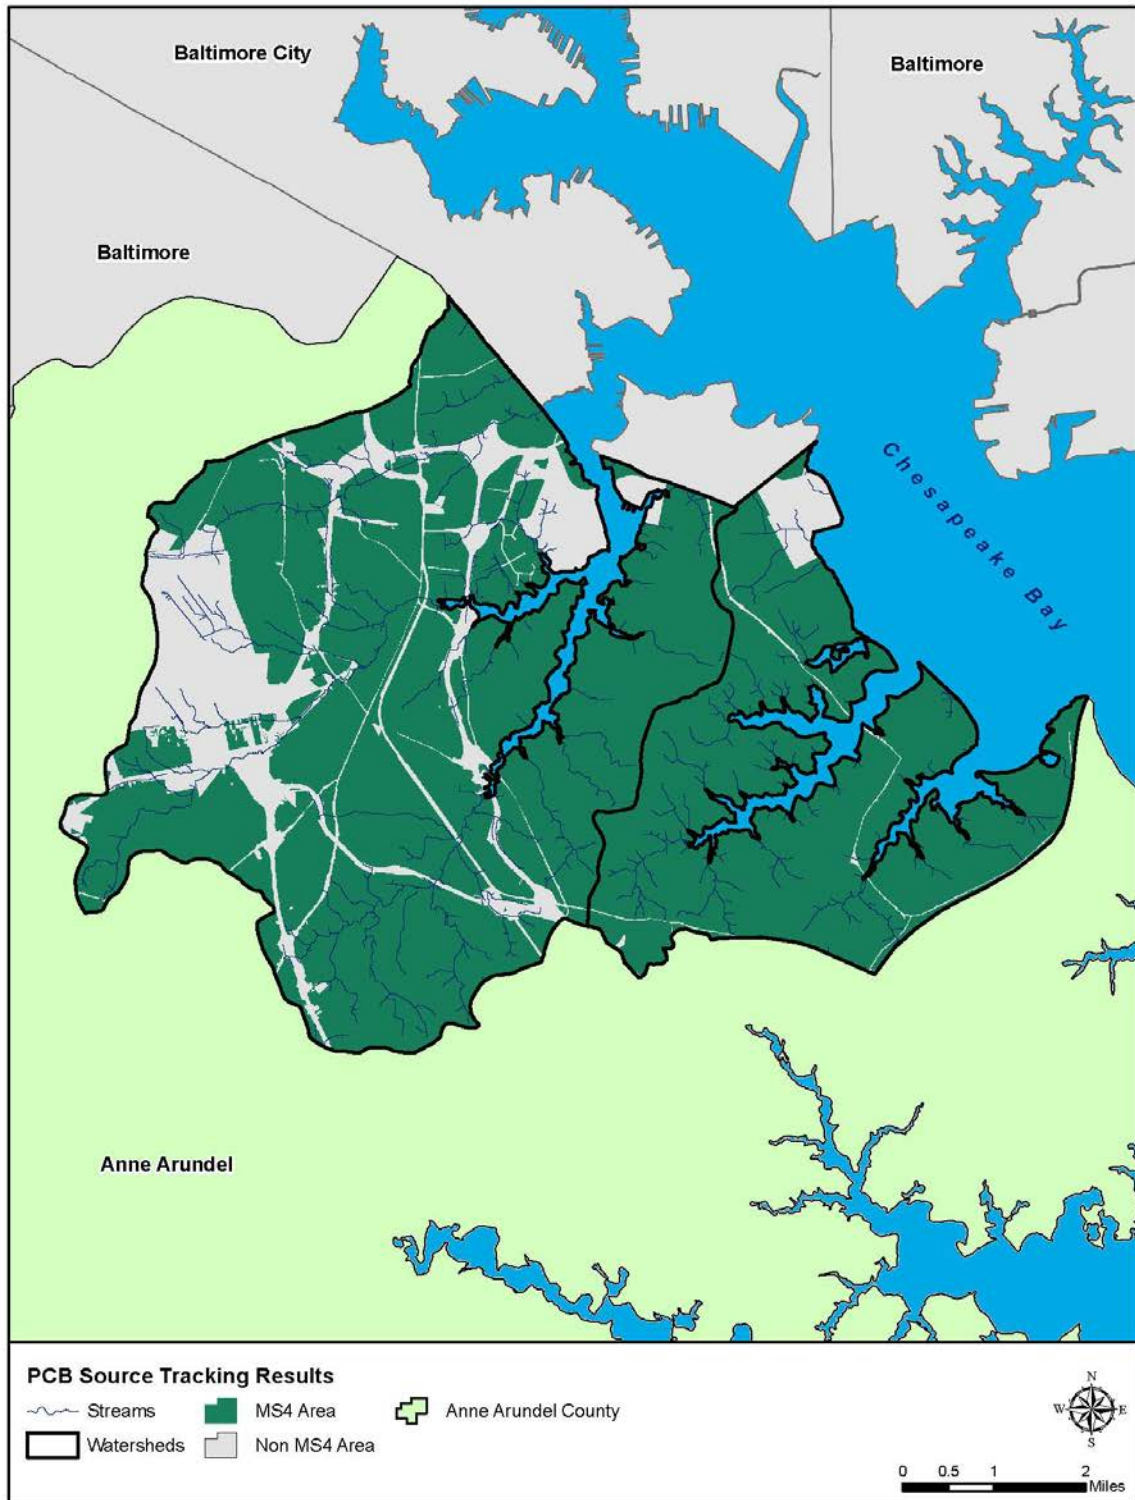 Baltimore City
Baltimore
Baltimore
Chesapeake Bay
Anne Arundel
PCB Source Tracking Results
Streams
MS4 Area
Anne Arundel County
Watersheds
Non MS4 Area
N
W
E
S
0 0.5 1 2
Miles